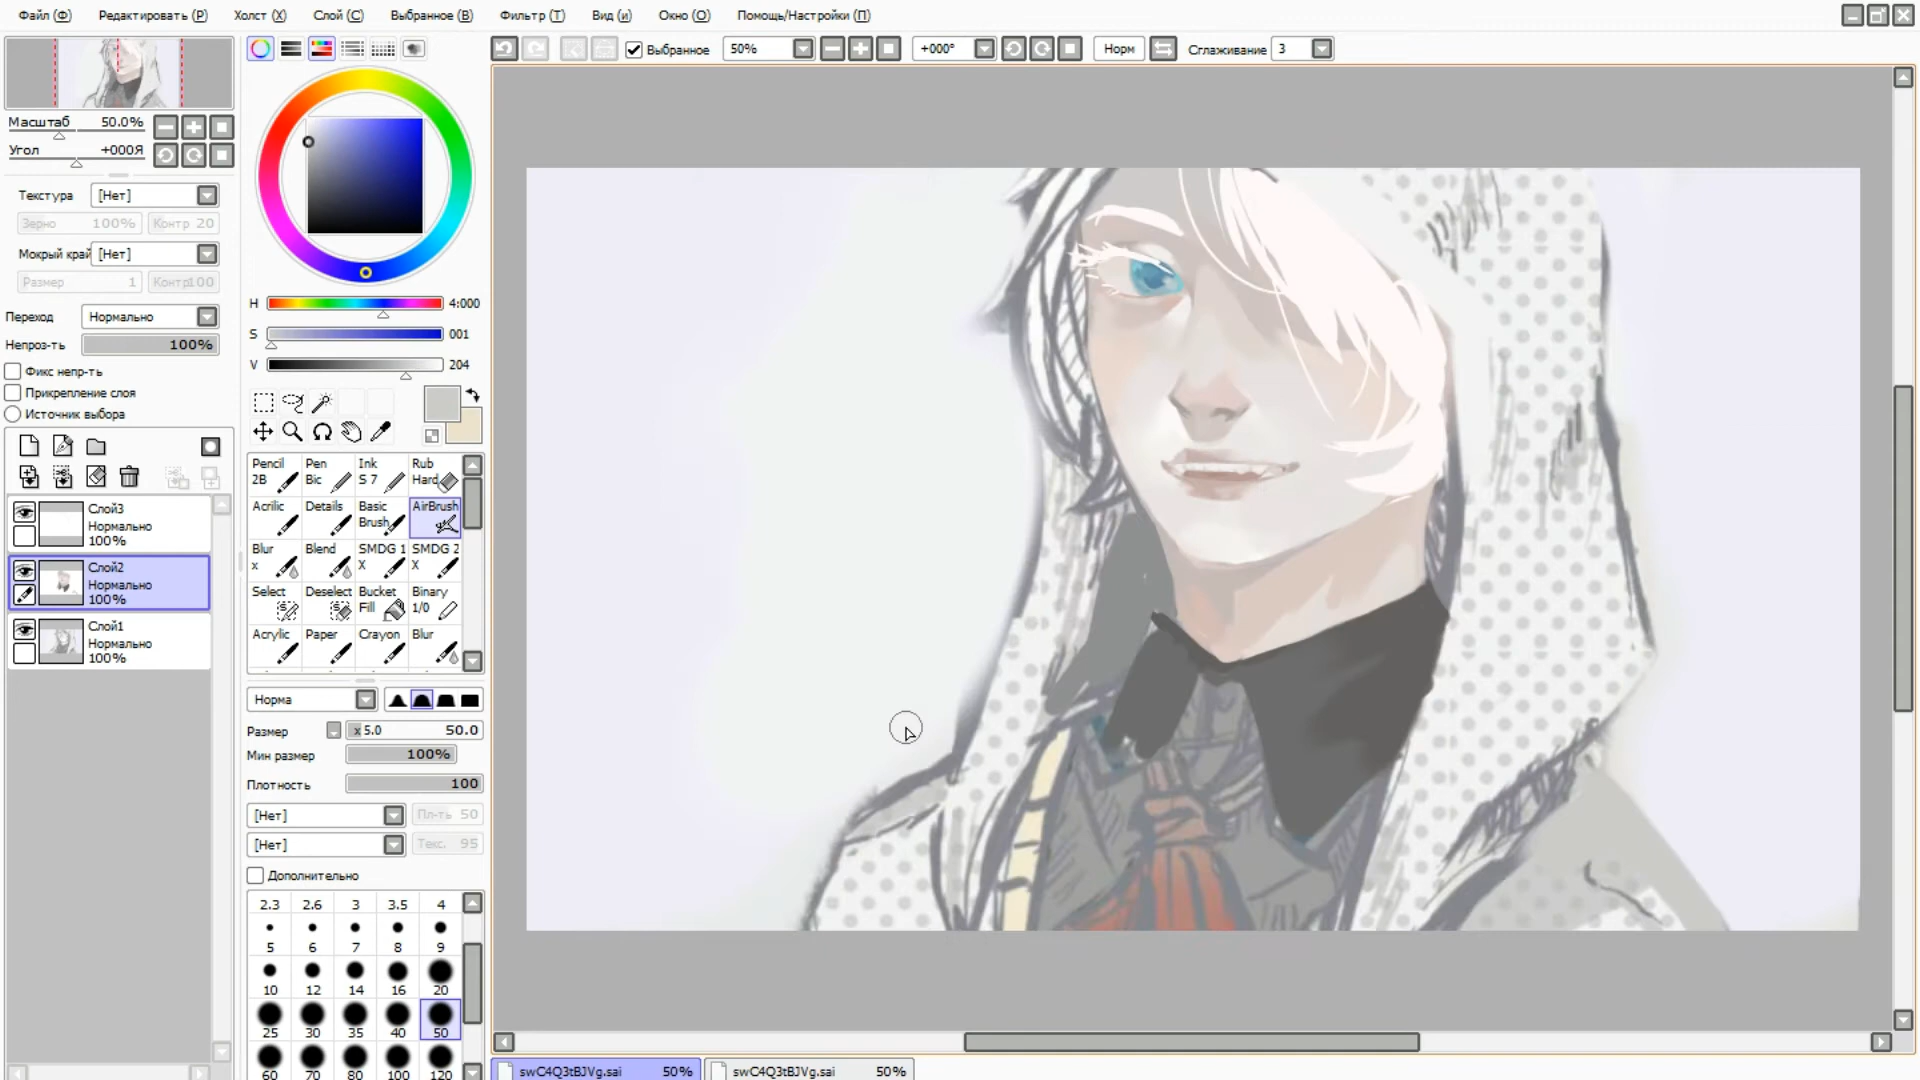 Файл (Ф)
Редактировать (Р)
Холст (Х)
Слой (С)
Выбранное (В)
Фильтр (Т)
Вид (и)
Окно (О)
Помощь/Настройки (П)
Выбранное
50%
+000°
Норм
Сглаживание
3
Масштаб 50.0%
Угол +000Я
Текстура [Нет]
Зерно 100% Контр 20
Мокрый край [Нет]
Размер 1 Контр100
Переход Нормально
Непроз-ть 100%
Фикс непр-ть
Прикрепление слоя
Источник выбора
Слой3
Нормально
100%
Слой2
Нормально
100%
Слой1
Нормально
100%
H 4:000
S 001
V 204
Pencil 2B
Pen Bic
Ink S 7
Rub Hard
Acrilic
Details
Basic Brush
AirBrush
Blur x
Blend
SMDG 1 X
SMDG 2 X
Select
Deselect
Bucket Fill
Binary 1/0
Acrylic
Paper
Crayon
Blur
Норма
Размер x 5.0 50.0
Мин размер 100%
Плотность 100
[Нет] Пл-ть 50
[Нет] Текс. 95
Дополнительно
2.3 2.6 3 3.5 4
5 6 7 8 9
10 12 14 16 20
25 30 35 40 50
60 70 80 100 120
swC4Q3tBJVg.sai 50%
swC4Q3tBJVg.sai 50%